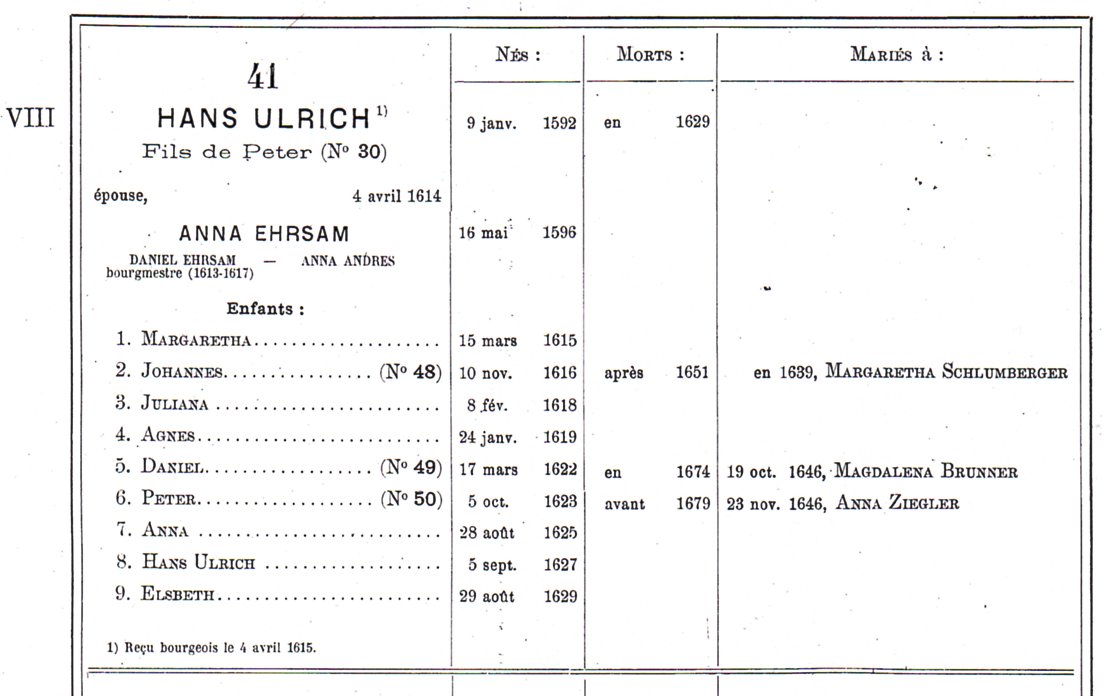 Nés :
Morts :
Mariés à :
41
VIII
HANS ULRICH 1)
9 janv. 1592
en 1629
Fils de Peter (No 30)
épouse, 4 avril 1614
ANNA EHRSAM
16 mai 1596
DANIEL EHRSAM — ANNA ANDRES
bourgmestre (1613-1617)
Enfants :
1. Margaretha.................... 15 mars 1615
2. Johannes................ (No 48) 10 nov. 1616 après 1651 en 1639, Margaretha Schlumberger
3. Juliana ........................ 8 fév. 1618
4. Agnes.......................... 24 janv. 1619
5. Daniel.................. (No 49) 17 mars 1622 en 1674 19 oct. 1646, Magdalena Brunner
6. Peter................... (No 50) 5 oct. 1623 avant 1679 23 nov. 1646, Anna Ziegler
7. Anna .......................... 28 août 1625
8. Hans Ulrich ................... 5 sept. 1627
9. Elsbeth........................ 29 août 1629
1) Reçu bourgeois le 4 avril 1615.